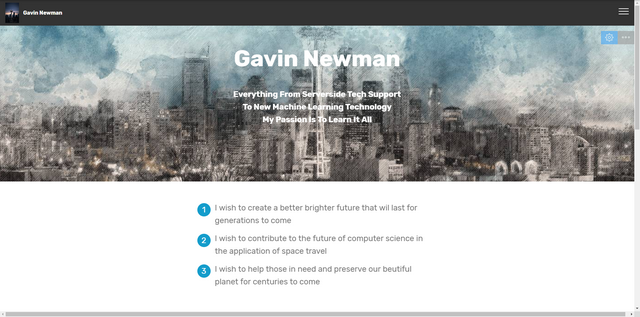 Gavin Newman
Gavin Newman
Everything From Serverside Tech Support
To New Machine Learning Technology
My Passion Is To Learn It All
1 I wish to create a better brighter future that wil last for
generations to come
2 I wish to contribute to the future of computer science in
the application of space travel
3 I wish to help those in need and preserve our beutiful
planet for centuries to come